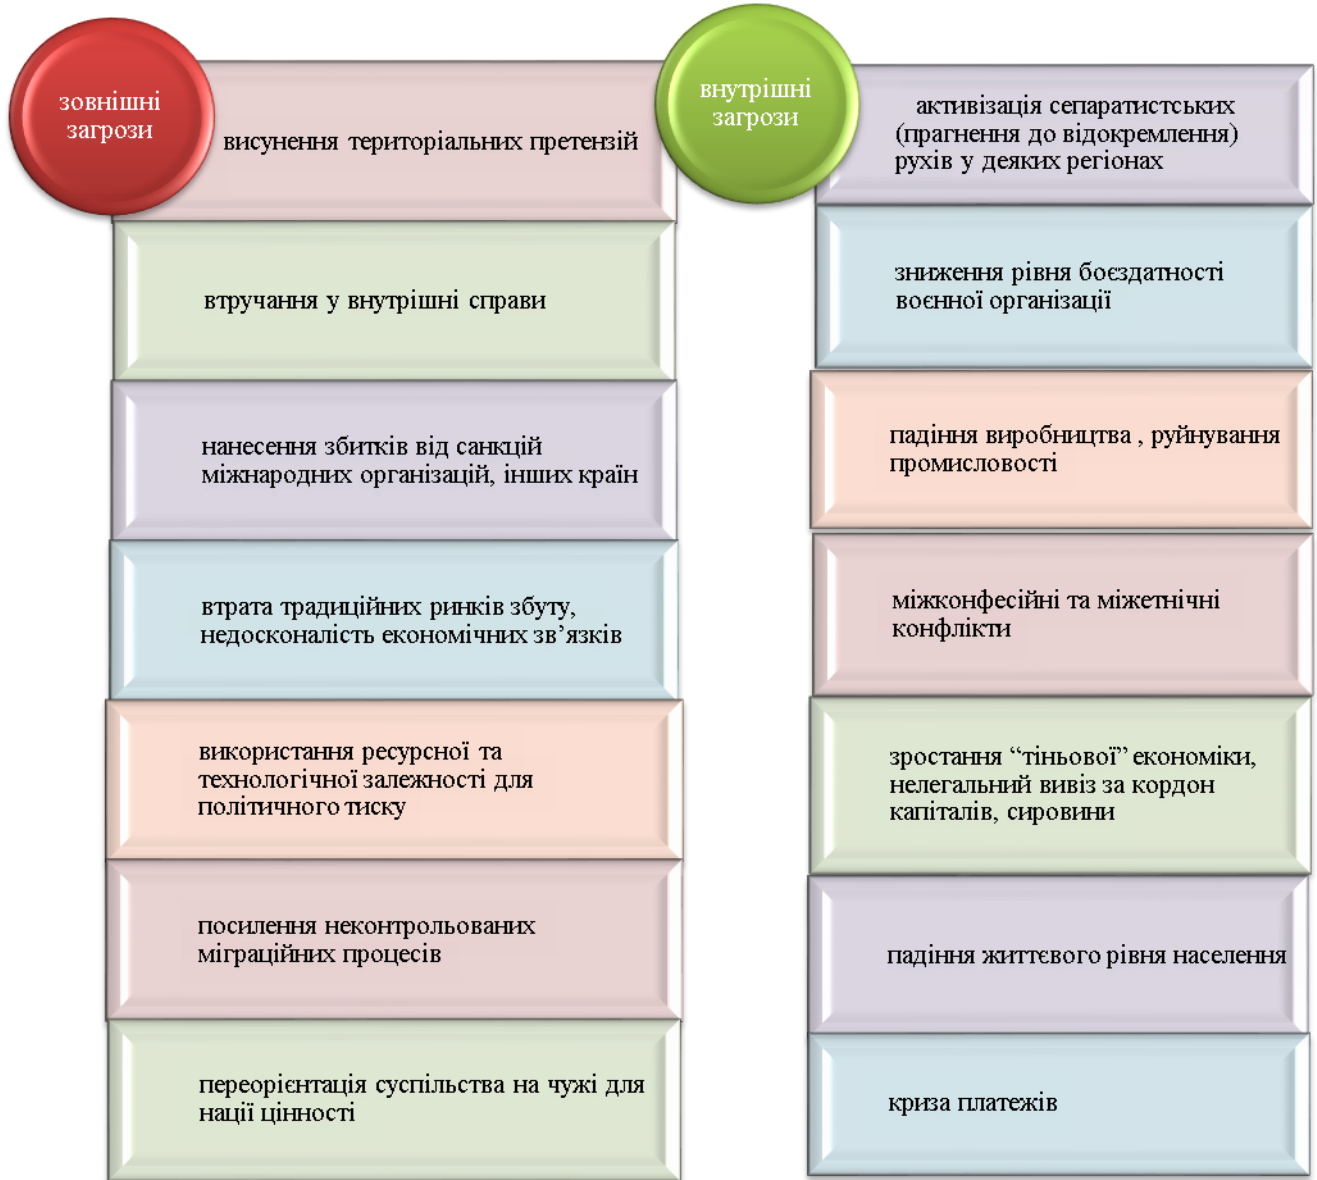 зовнішні
загрози
висунення територіальних претензій
втручання у внутрішні справи
нанесення збитків від санкцій
міжнародних організацій, інших країн
втрата традиційних ринків збуту,
недосконалість економічних зв’язків
використання ресурсної та
технологічної залежності для
політичного тиску
посилення неконтрольованих
міграційних процесів
переорієнтація суспільства на чужі для
нації цінності
внутрішні
загрози
активізація сепаратистських
(прагнення до відокремлення)
рухів у деяких регіонах
зниження рівня боєздатності
воєнної організації
падіння виробництва , руйнування
промисловості
міжконфесійні та міжетнічні
конфлікти
зростання “тіньової” економіки,
нелегальний вивіз за кордон
капіталів, сировини
падіння життєвого рівня населення
криза платежів